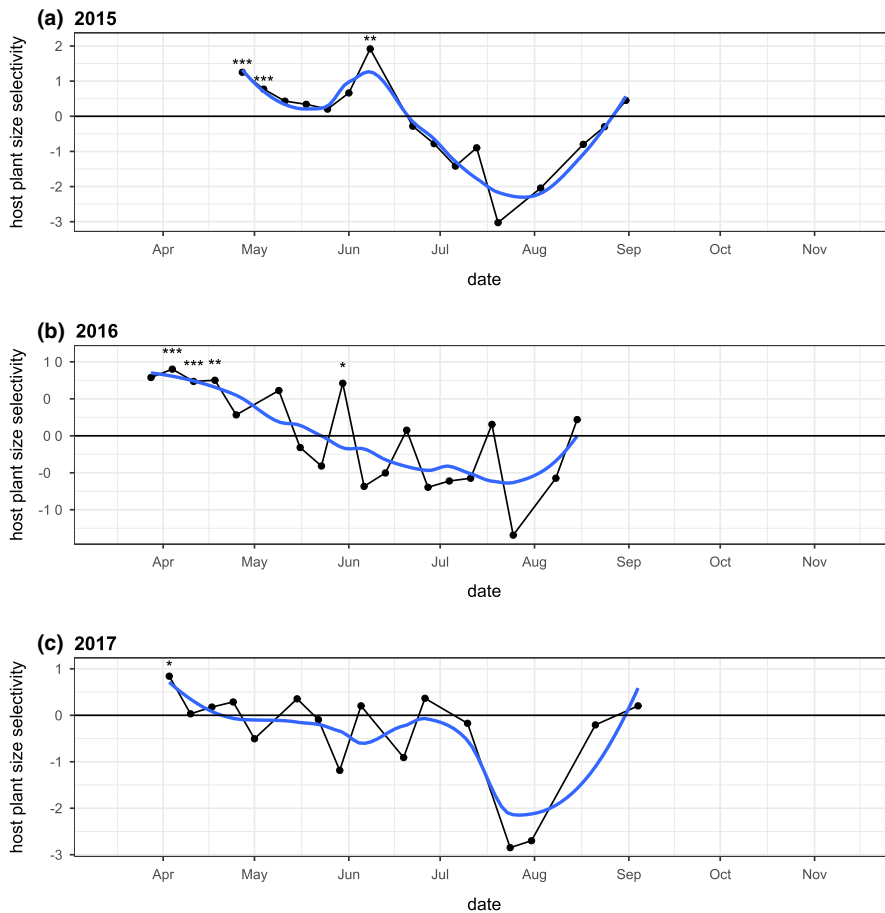 (a) 2015
host plant size selectivity
2
1
0
-1
-2
-3
***
***
**
Apr May Jun Jul Aug Sep Oct Nov
date
(b) 2016
host plant size selectivity
1 0
0
0 0
-0
-1 0
***
*** **
*
Apr May Jun Jul Aug Sep Oct Nov
date
(c) 2017
host plant size selectivity
1
0
-1
-2
-3
*
Apr May Jun Jul Aug Sep Oct Nov
date